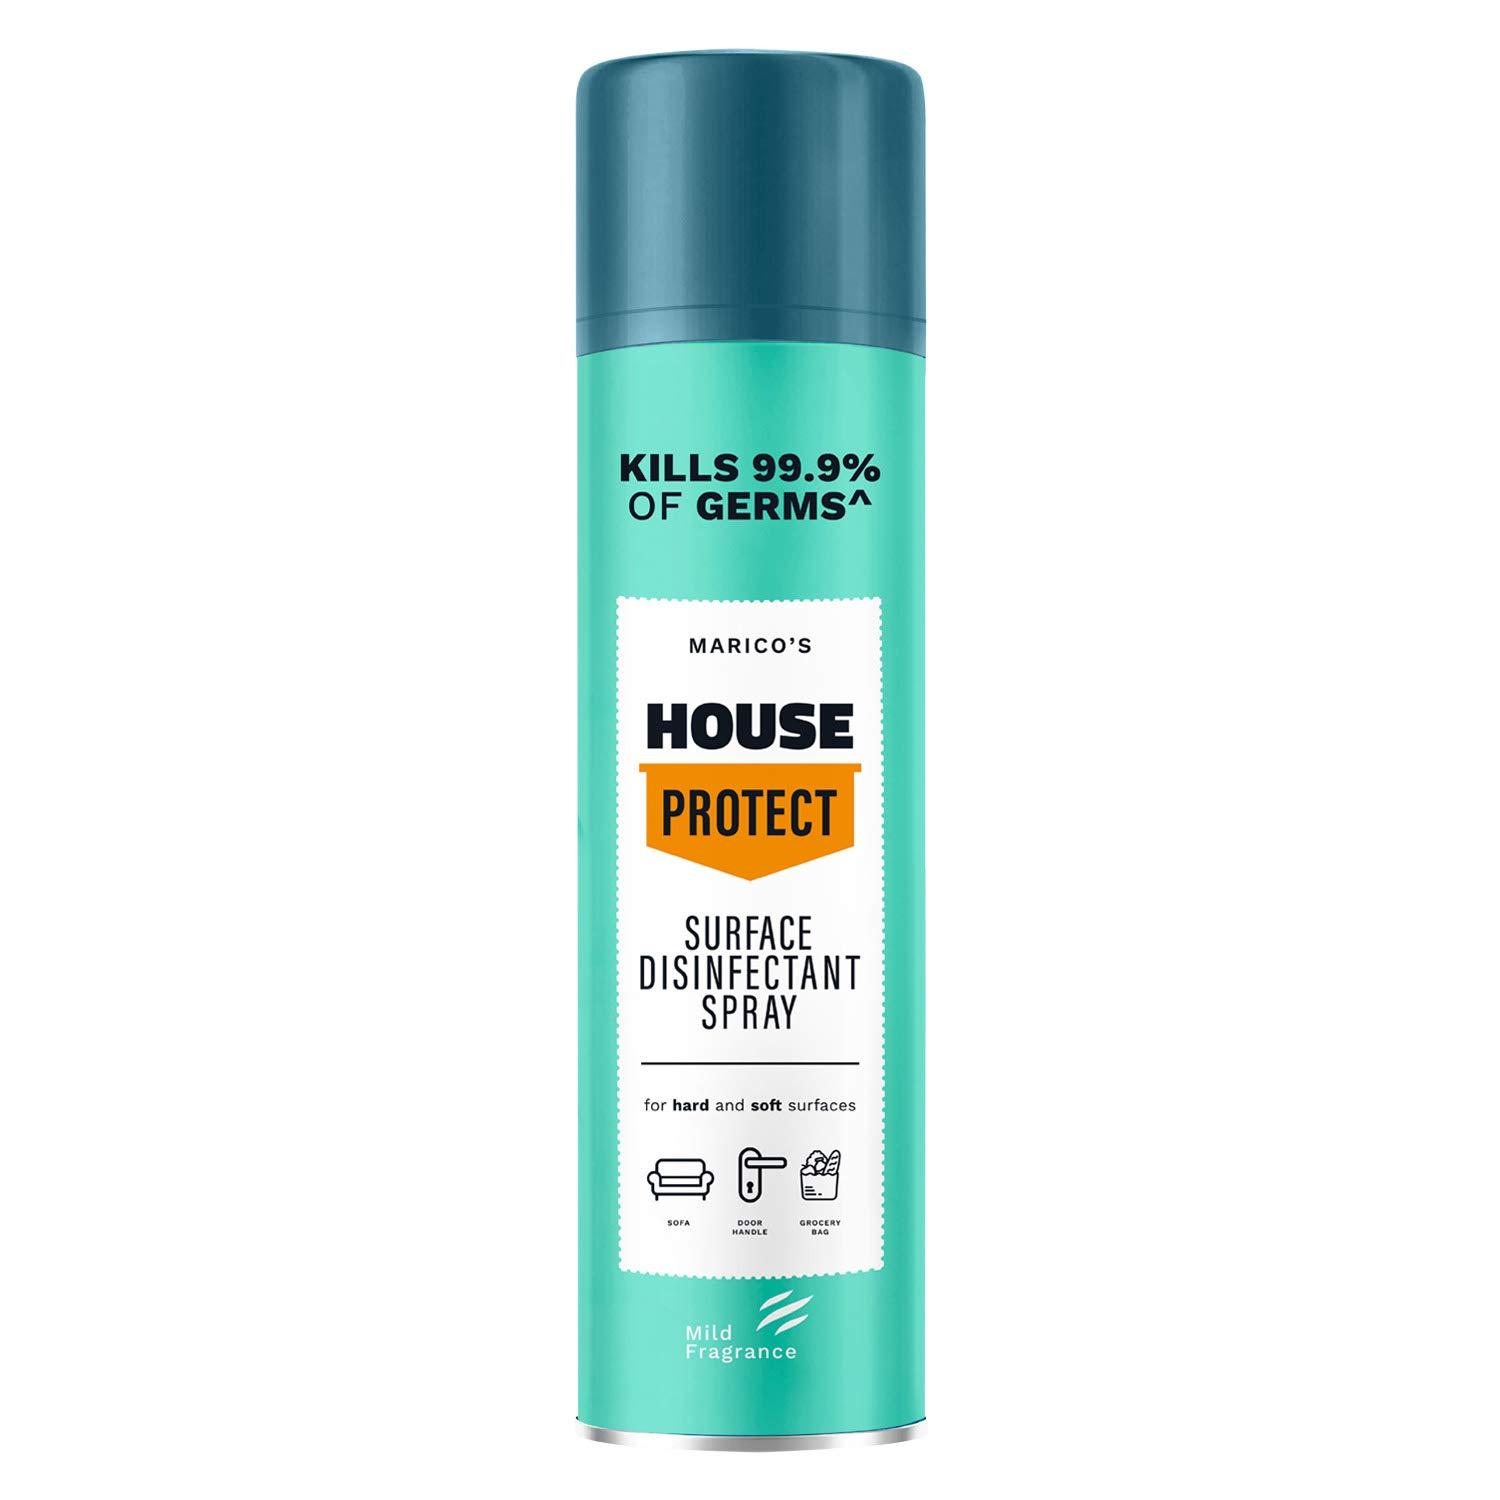 KILLS 99.9%
OF GERMS^
MARICO'S
HOUSE
PROTECT
SURFACE
DISINFECTANT
SPRAY
for hard and soft surfaces
SOFA
DOOR
HANDLE
GROCERY
BAG
Mild
Fragrance